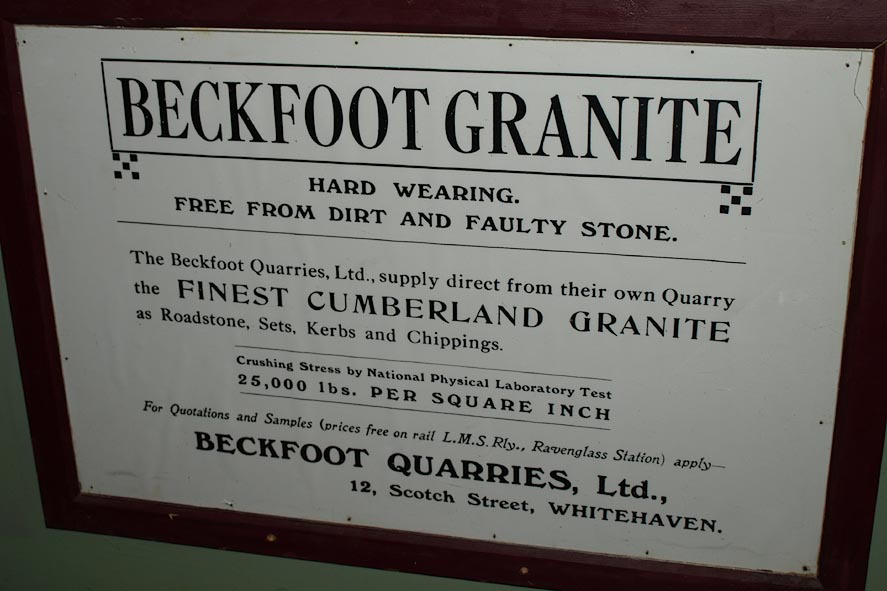 BECKFOOT GRANITE
HARD WEARING.
FREE FROM DIRT AND FAULTY STONE.
The Beckfoot Quarries, Ltd., supply direct from their own Quarry
the FINEST CUMBERLAND GRANITE
as Roadstone, Sets, Kerbs and Chippings.
Crushing Stress by National Physical Laboratory Test
25,000 lbs. PER SQUARE INCH
For Quotations and Samples (prices free on rail L.M.S. Rly., Ravenglass Station) apply—
BECKFOOT QUARRIES, Ltd.,
12, Scotch Street, WHITEHAVEN.